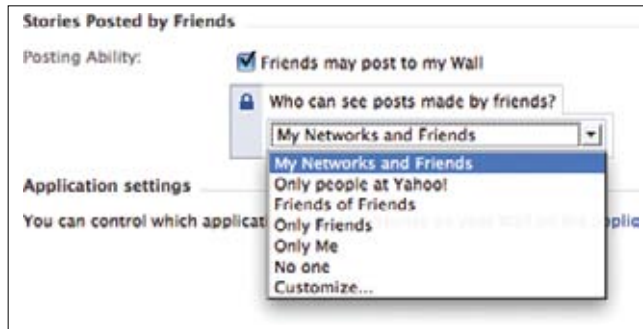 Stories Posted by Friends
Posting Ability:
Friends may post to my Wall
Who can see posts made by friends?
My Networks and Friends
My Networks and Friends
Only people at Yahoo!
Friends of Friends
Only Friends
Only Me
No one
Customize...
Application settings
You can control which applicati